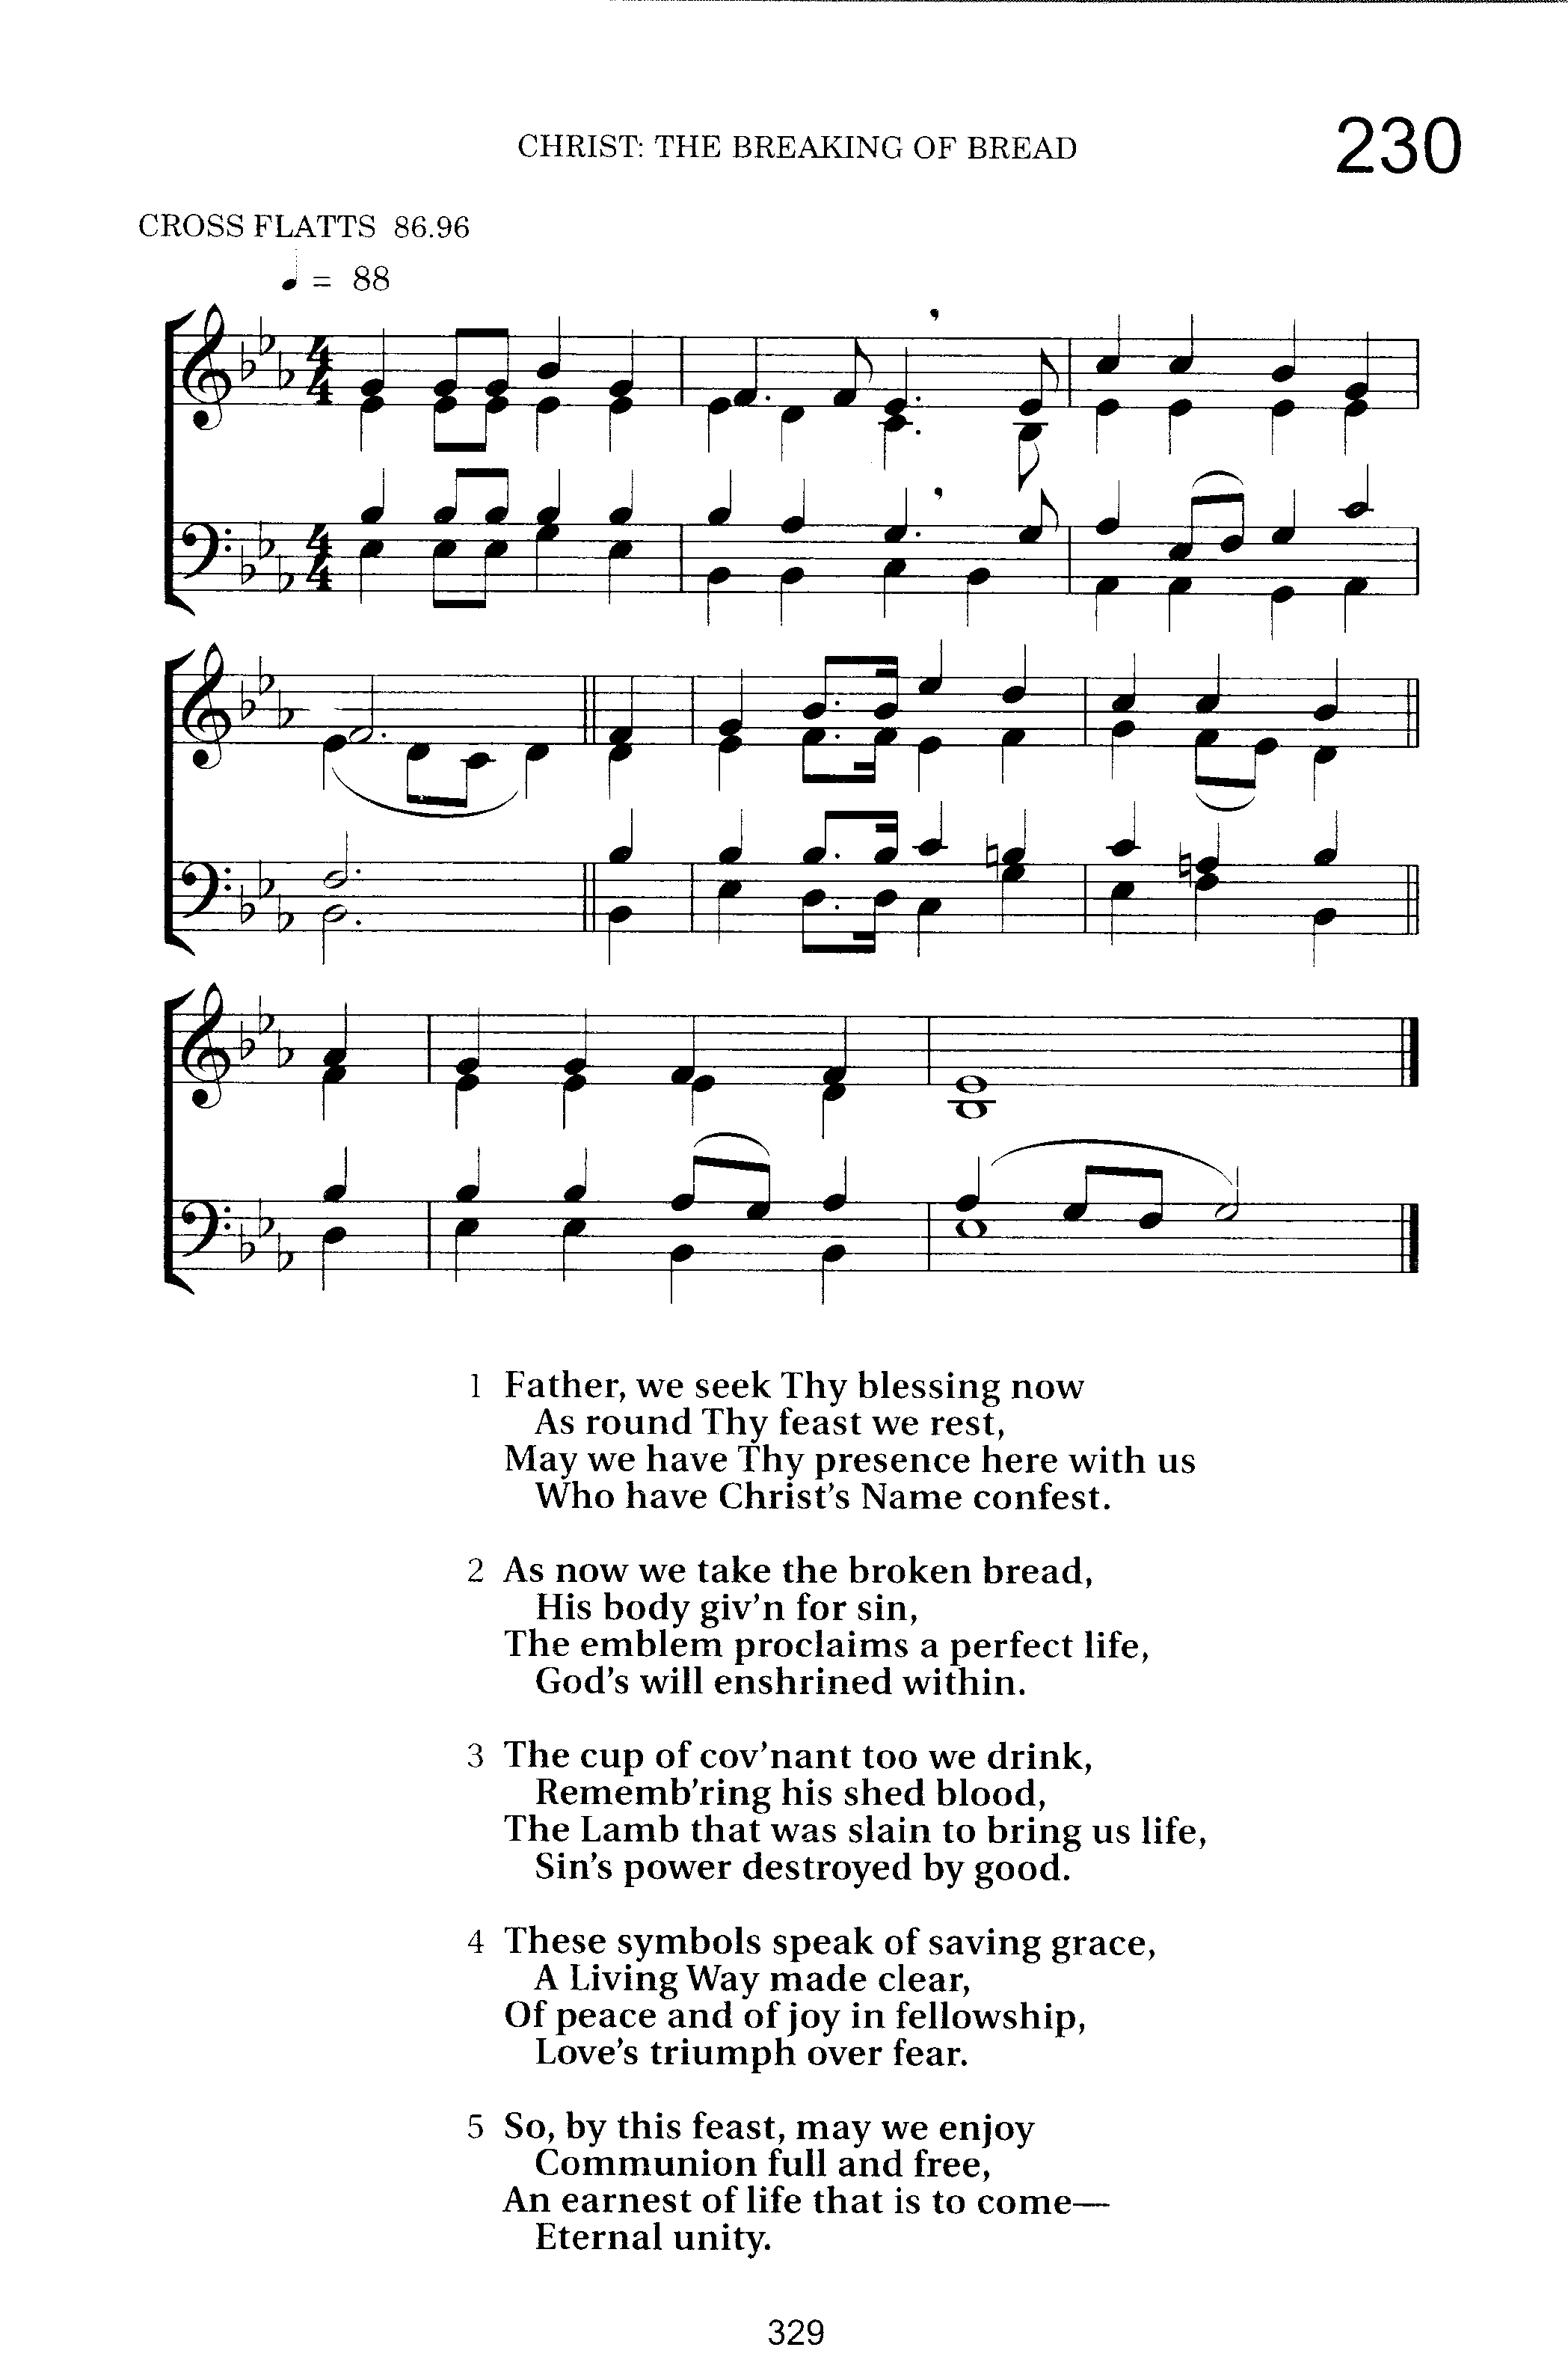 CHRIST: THE BREAKING OF BREAD
230
CROSS FLATTS 86.96
♩ = 88
1 Father, we seek Thy blessing now
As round Thy feast we rest,
May we have Thy presence here with us
Who have Christ's Name confest.
2 As now we take the broken bread,
His body giv'n for sin,
The emblem proclaims a perfect life,
God's will enshrined within.
3 The cup of cov'nant too we drink,
Rememb'ring his shed blood,
The Lamb that was slain to bring us life,
Sin's power destroyed by good.
4 These symbols speak of saving grace,
A Living Way made clear,
Of peace and of joy in fellowship,
Love's triumph over fear.
5 So, by this feast, may we enjoy
Communion full and free,
An earnest of life that is to come—
Eternal unity.
329